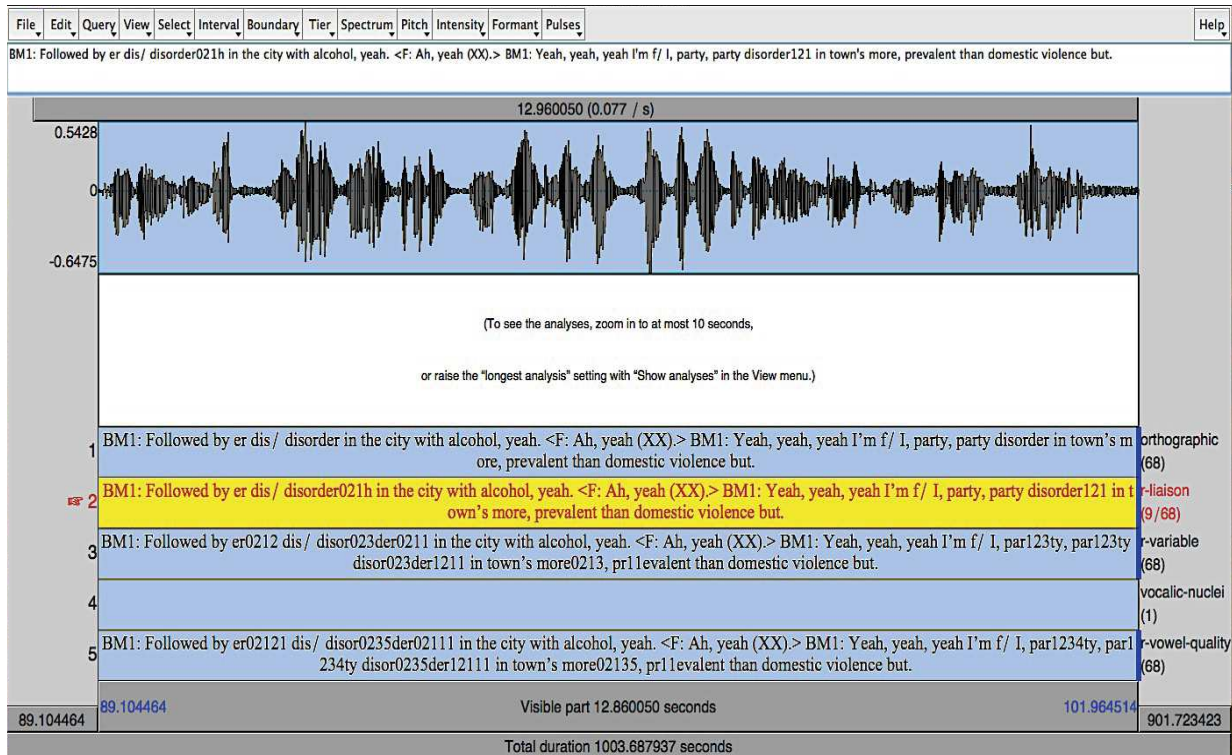 File Edit Query View Select Interval Boundary Tier Spectrum Pitch Intensity Formant Pulses Help
BM1: Followed by er dis/ disorder021h in the city with alcohol, yeah. <F: Ah, yeah (XX).> BM1: Yeah, yeah, yeah I'm f/ I, party, party disorder121 in town's more, prevalent than domestic violence but.
12.960050 (0.077 / s)
0.5428
0
-0.6475
(To see the analyses, zoom in to at most 10 seconds,
or raise the "longest analysis" setting with "Show analyses" in the View menu.)
1
BM1: Followed by er dis/ disorder in the city with alcohol, yeah. <F: Ah, yeah (XX).> BM1: Yeah, yeah, yeah I'm f/ I, party, party disorder in town's m
ore, prevalent than domestic violence but.
orthographic
(68)
2
BM1: Followed by er dis/ disorder021h in the city with alcohol, yeah. <F: Ah, yeah (XX).> BM1: Yeah, yeah, yeah I'm f/ I, party, party disorder121 in t
own's more, prevalent than domestic violence but.
r-liaison
(9/68)
3
BM1: Followed by er0212 dis/ disor023der0211 in the city with alcohol, yeah. <F: Ah, yeah (XX).> BM1: Yeah, yeah, yeah I'm f/ I, par123ty, par123ty
disor023der1211 in town's more0213, pr11evalent than domestic violence but.
r-variable
(68)
4
vocalic-nuclei
(1)
5
BM1: Followed by er02121 dis/ disor0235der02111 in the city with alcohol, yeah. <F: Ah, yeah (XX).> BM1: Yeah, yeah, yeah I'm f/ I, par1234ty, par1
234ty disor0235der12111 in town's more02135, pr11evalent than domestic violence but.
r-vowel-quality
(68)
89.104464
89.104464 Visible part 12.860050 seconds 101.964514
901.723423
Total duration 1003.687937 seconds